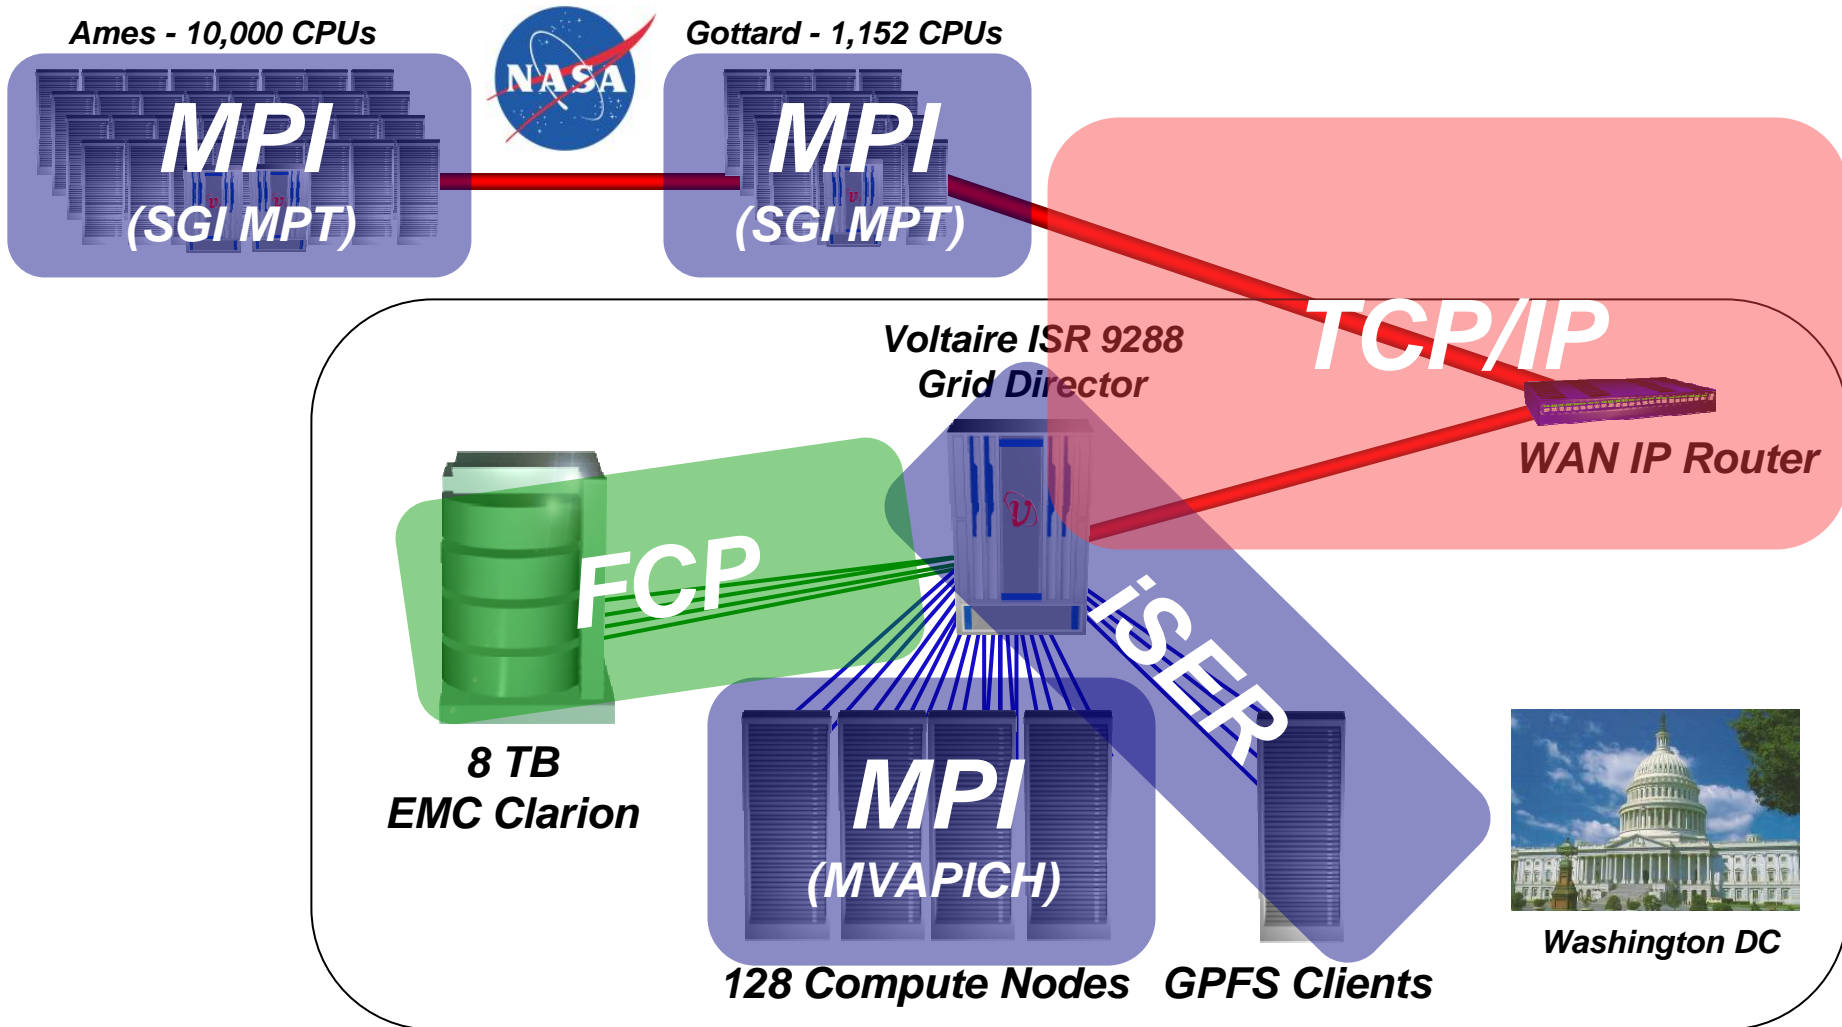 Ames - 10,000 CPUs
Gottard - 1,152 CPUs
NASA
MPI
(SGI MPT)
MPI
(SGI MPT)
TCP/IP
Voltaire ISR 9288
Grid Director
WAN IP Router
FCP
iSER
8 TB
EMC Clarion
MPI
(MVAPICH)
128 Compute Nodes
GPFS Clients
Washington DC